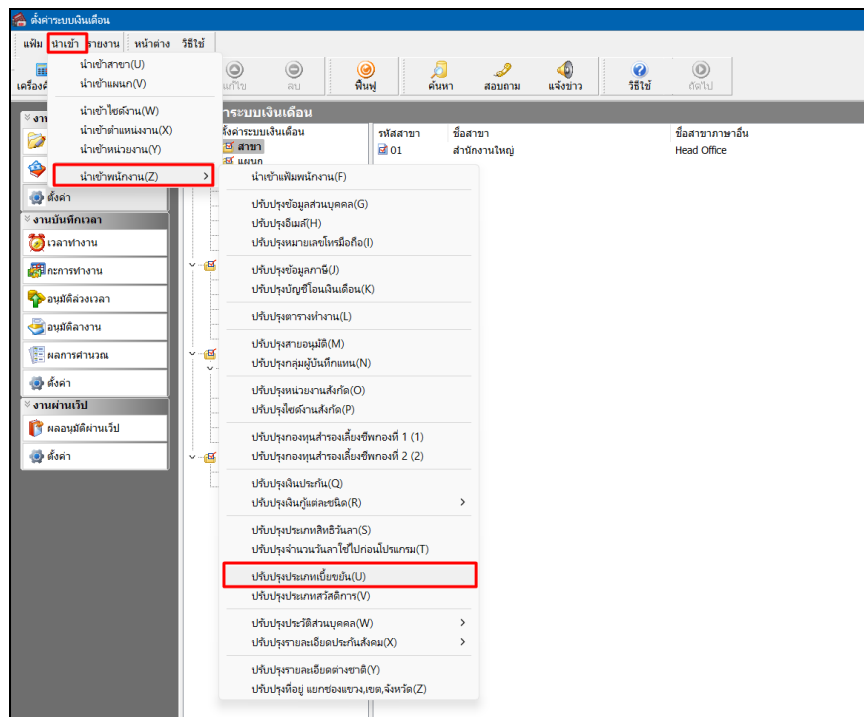 ตั้งค่าระบบเงินเดือน
แฟ้ม นำเข้า รายงาน หน้าต่าง วิธีใช้
แก้ไข ลบ ฟื้นฟู ค้นหา สอบถาม แจ้งข่าว วิธีใช้ ถัดไป
นำเข้าสาขา(U)
นำเข้าแผนก(V)
นำเข้าไซด์งาน(W)
นำเข้าตำแหน่งงาน(X)
นำเข้าหน่วยงาน(Y)
นำเข้าพนักงาน(Z)
ตั้งค่า
งานบันทึกเวลา
เวลาทำงาน
กะการทำงาน
อนุมัติล่วงเวลา
อนุมัติลางาน
ผลการคำนวณ
ตั้งค่า
งานผ่านเว็ป
ผลอนุมัติผ่านเว็ป
ตั้งค่า
สาขา
แผนก
รหัสสาขา ชื่อสาขา ชื่อสาขาภาษาอื่น
01 สำนักงานใหญ่ Head Office
นำเข้าแฟ้มพนักงาน(F)
ปรับปรุงข้อมูลส่วนบุคคล(G)
ปรับปรุงอีเมล์(H)
ปรับปรุงหมายเลขโทรมือถือ(I)
ปรับปรุงข้อมูลภาษี(J)
ปรับปรุงบัญชีโอนเงินเดือน(K)
ปรับปรุงตารางทำงาน(L)
ปรับปรุงสายอนุมัติ(M)
ปรับปรุงกลุ่มผู้บันทึกแทน(N)
ปรับปรุงหน่วยงานสังกัด(O)
ปรับปรุงไซด์งานสังกัด(P)
ปรับปรุงกองทุนสำรองเลี้ยงชีพกองที่ 1 (1)
ปรับปรุงกองทุนสำรองเลี้ยงชีพกองที่ 2 (2)
ปรับปรุงเงินประกัน(Q)
ปรับปรุงเงินกู้แต่ละชนิด(R)
ปรับปรุงประเภทสิทธิวันลา(S)
ปรับปรุงจำนวนวันลาใช้ไปก่อนโปรแกรม(T)
ปรับปรุงประเภทเบี้ยขยัน(U)
ปรับปรุงประเภทสวัสดิการ(V)
ปรับปรุงประวัติส่วนบุคคล(W)
ปรับปรุงรายละเอียดประกันสังคม(X)
ปรับปรุงรายละเอียดต่างชาติ(Y)
ปรับปรุงที่อยู่ แยกช่องแขวง,เขต,จังหวัด(Z)